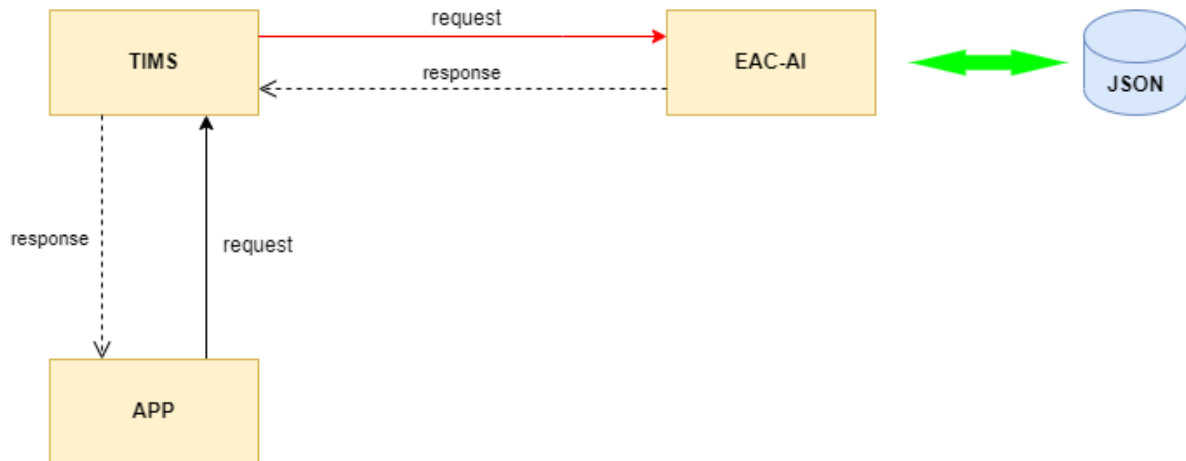 request
TIMS
EAC-AI
response
JSON
response
request
APP